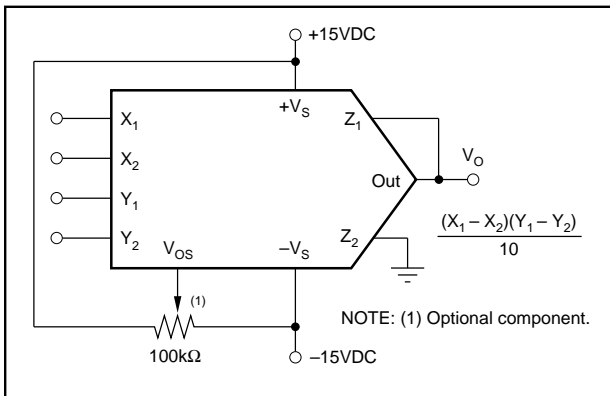 +15VDC
+VS
X1
Z1
X2
VO
Out
Y1
(X1 – X2)(Y1 – Y2)
10
Y2
Z2
VOS
–VS
(1)
NOTE: (1) Optional component.
100kΩ
–15VDC